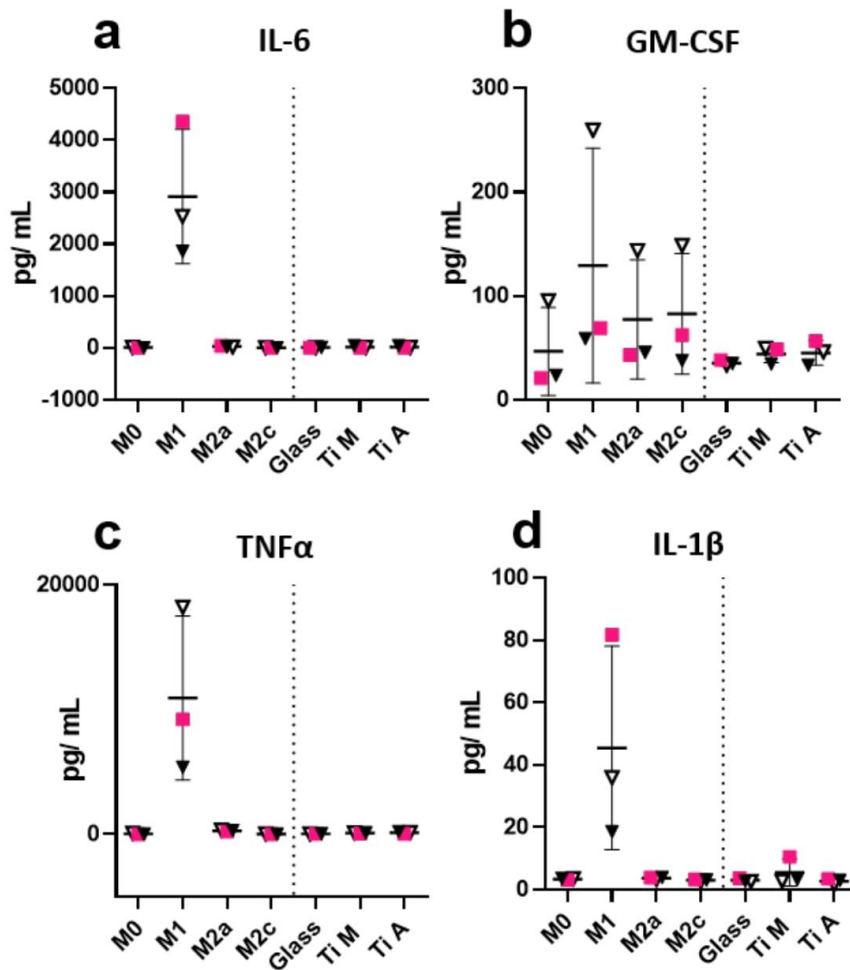 a IL-6
5000
4000
3000
2000
1000
0
-1000
pg/ mL
M0 M1 M2a M2c Glass Ti M Ti A
b GM-CSF
300
200
100
0
pg/ mL
M0 M1 M2a M2c Glass Ti M Ti A
c TNFα
20000
0
pg/ mL
M0 M1 M2a M2c Glass Ti M Ti A
d IL-1β
100
80
60
40
20
0
pg/ mL
M0 M1 M2a M2c Glass Ti M Ti A